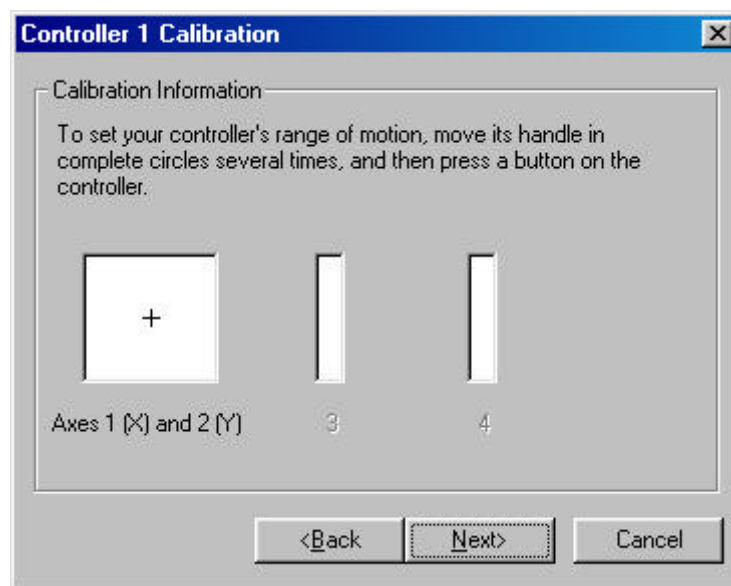 Controller 1 Calibration
Calibration Information
To set your controller's range of motion, move its handle in
complete circles several times, and then press a button on the
controller.
Axes 1 (X) and 2 (Y) 3 4
<Back Next> Cancel